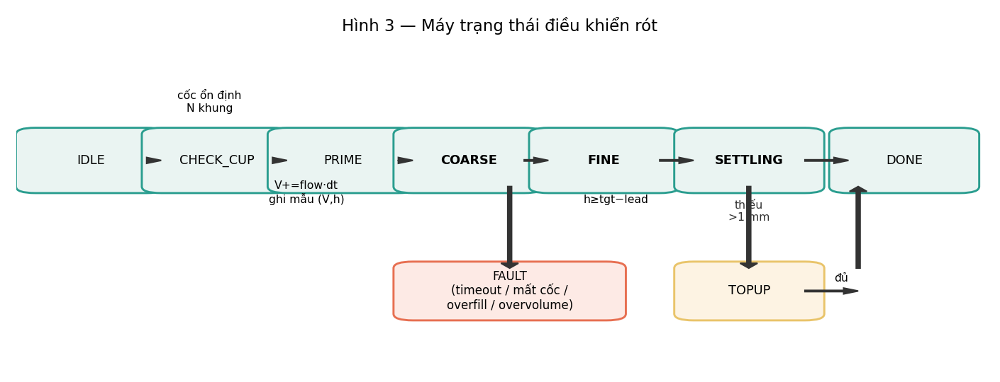 Hình 3 — Máy trạng thái điều khiển rót
cốc ổn định
N khung
IDLE
CHECK_CUP
PRIME
COARSE
FINE
SETTLING
DONE
V+=flow·dt
ghi mẫu (V,h)
h≥tgt−lead
thiếu
>1 mm
FAULT
(timeout / mất cốc /
overfill / overvolume)
TOPUP
đủ